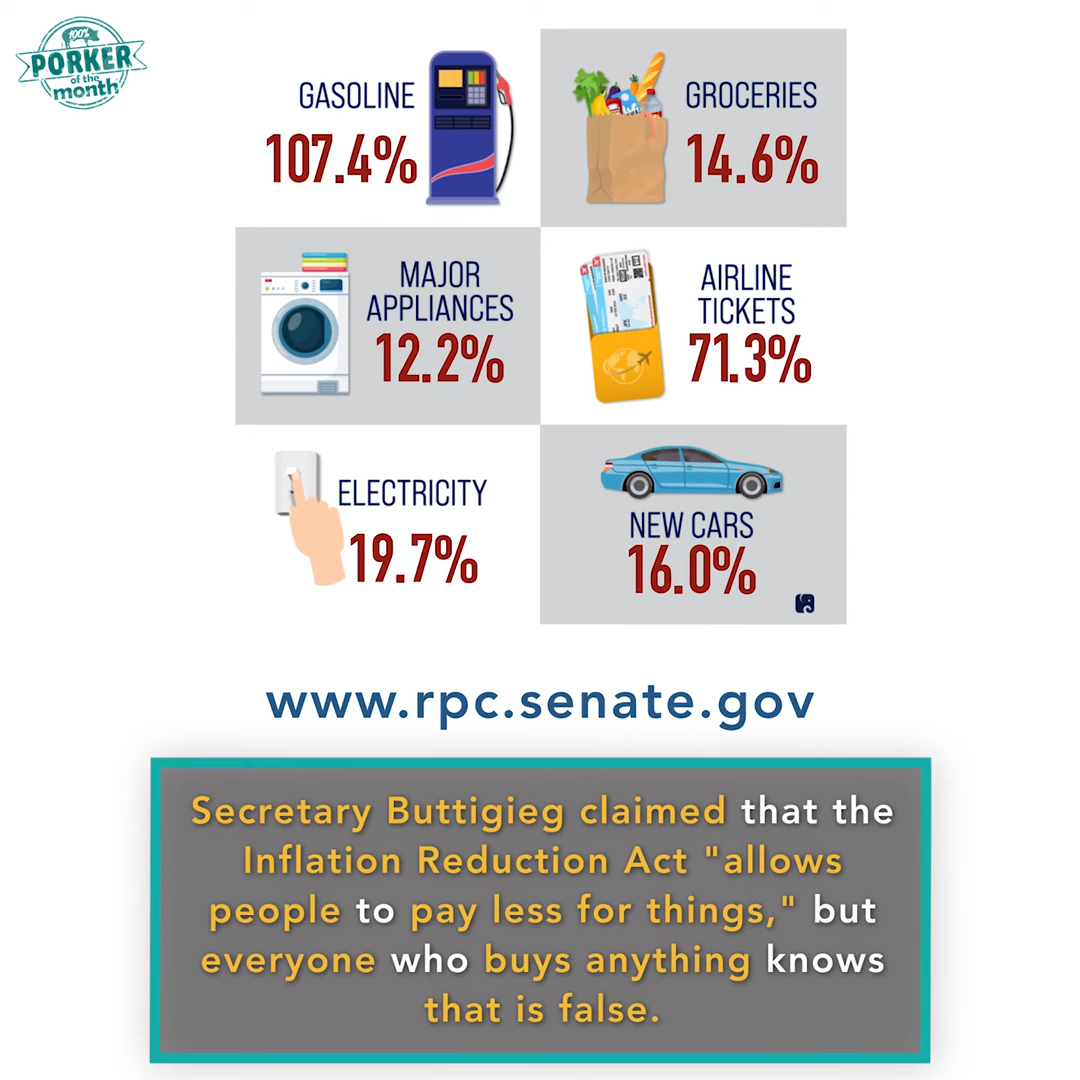 100%
PORKER
of the
month
GASOLINE
107.4%
GROCERIES
14.6%
MAJOR
APPLIANCES
12.2%
AIRLINE
TICKETS
71.3%
ELECTRICITY
19.7%
NEW CARS
16.0%
www.rpc.senate.gov
Secretary Buttigieg claimed that the
Inflation Reduction Act "allows
people to pay less for things," but
everyone who buys anything knows
that is false.